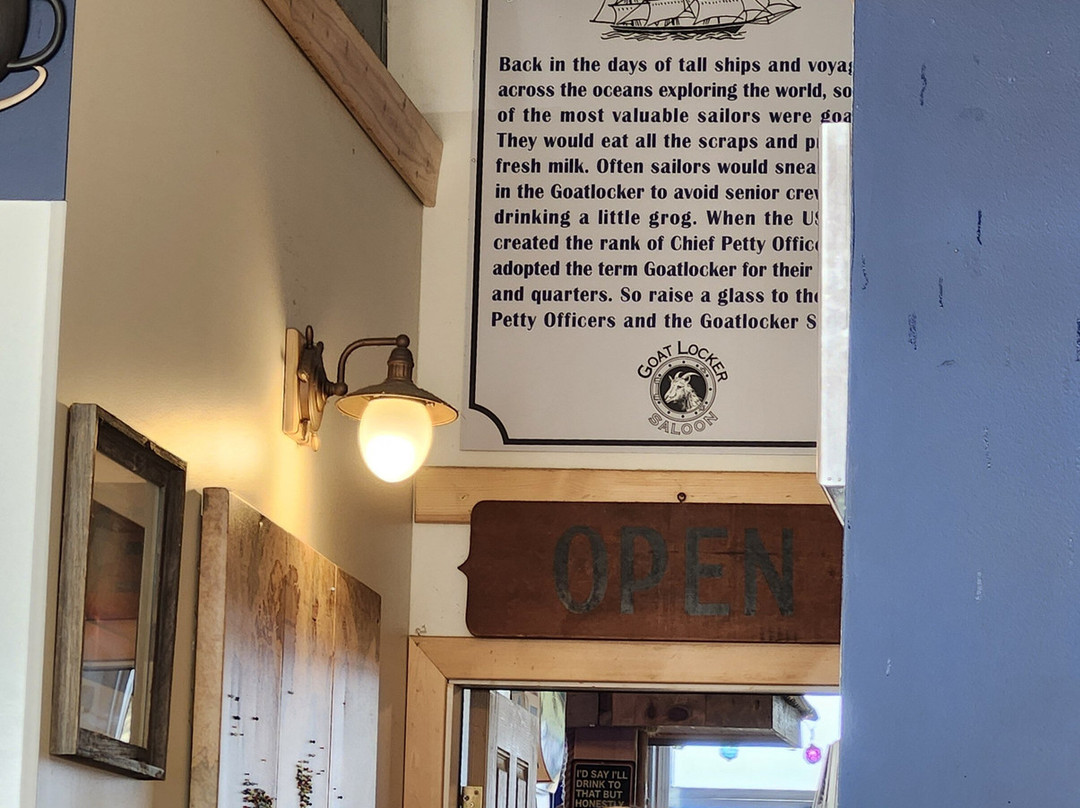 Back in the days of tall ships and voyag
across the oceans exploring the world, so
of the most valuable sailors were goa
They would eat all the scraps and p
fresh milk. Often sailors would snea
in the Goatlocker to avoid senior crew
drinking a little grog. When the US
created the rank of Chief Petty Office
adopted the term Goatlocker for their
and quarters. So raise a glass to the
Petty Officers and the Goatlocker S
GOAT LOCKER
SALOON
OPEN
I'D SAY I'LL
DRINK TO
THAT BUT
HONESTLY